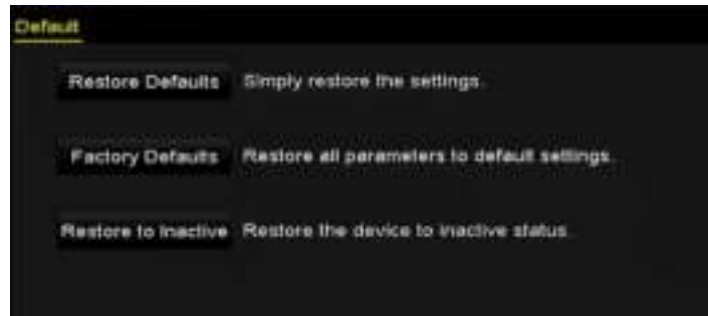 Default
Restore Defaults Simply restore the settings.
Factory Defaults Restore all parameters to default settings.
Restore to Inactive Restore the device to inactive status.